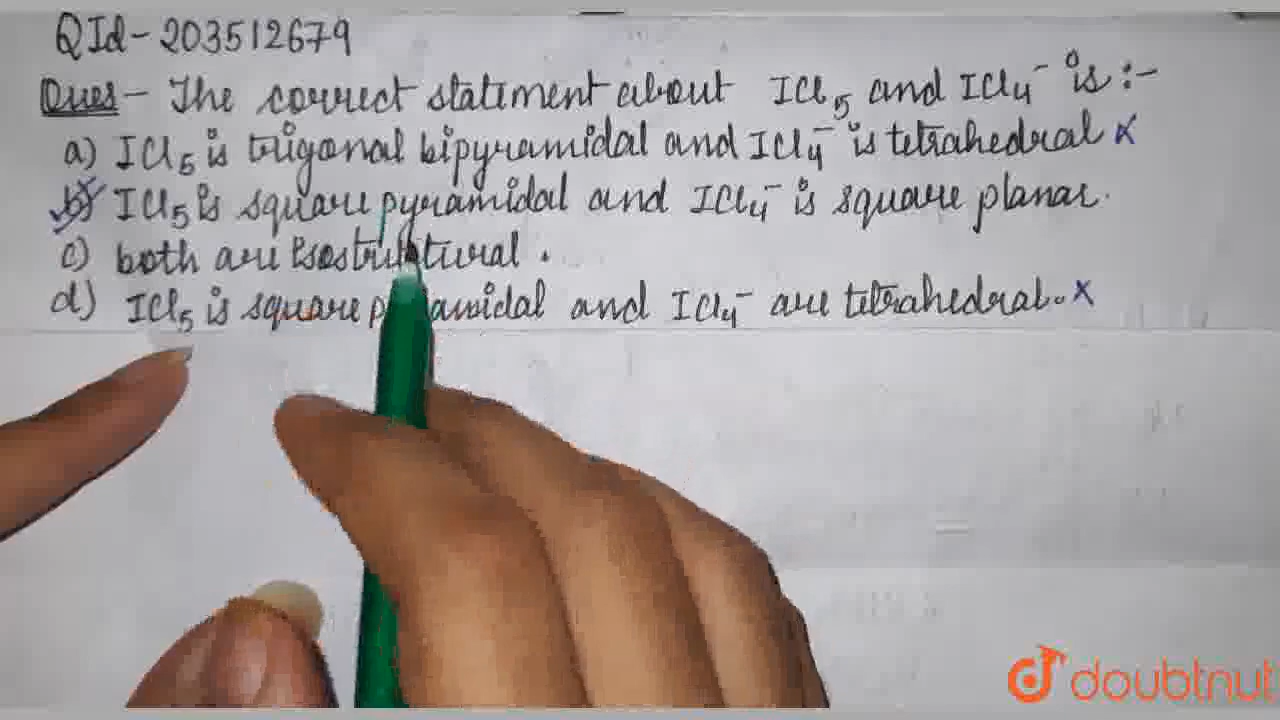 QId-203512679
Ques - The correct statement about ICl5 and ICl4- is :-
a) ICl5 is trigonal bipyramidal and ICl4- is tetrahedral x
b) ICl5 is square pyramidal and ICl4- is square planar.
c) both are isostructural.
d) ICl5 is square pyramidal and ICl4- are tetrahedral. x
doubtnut